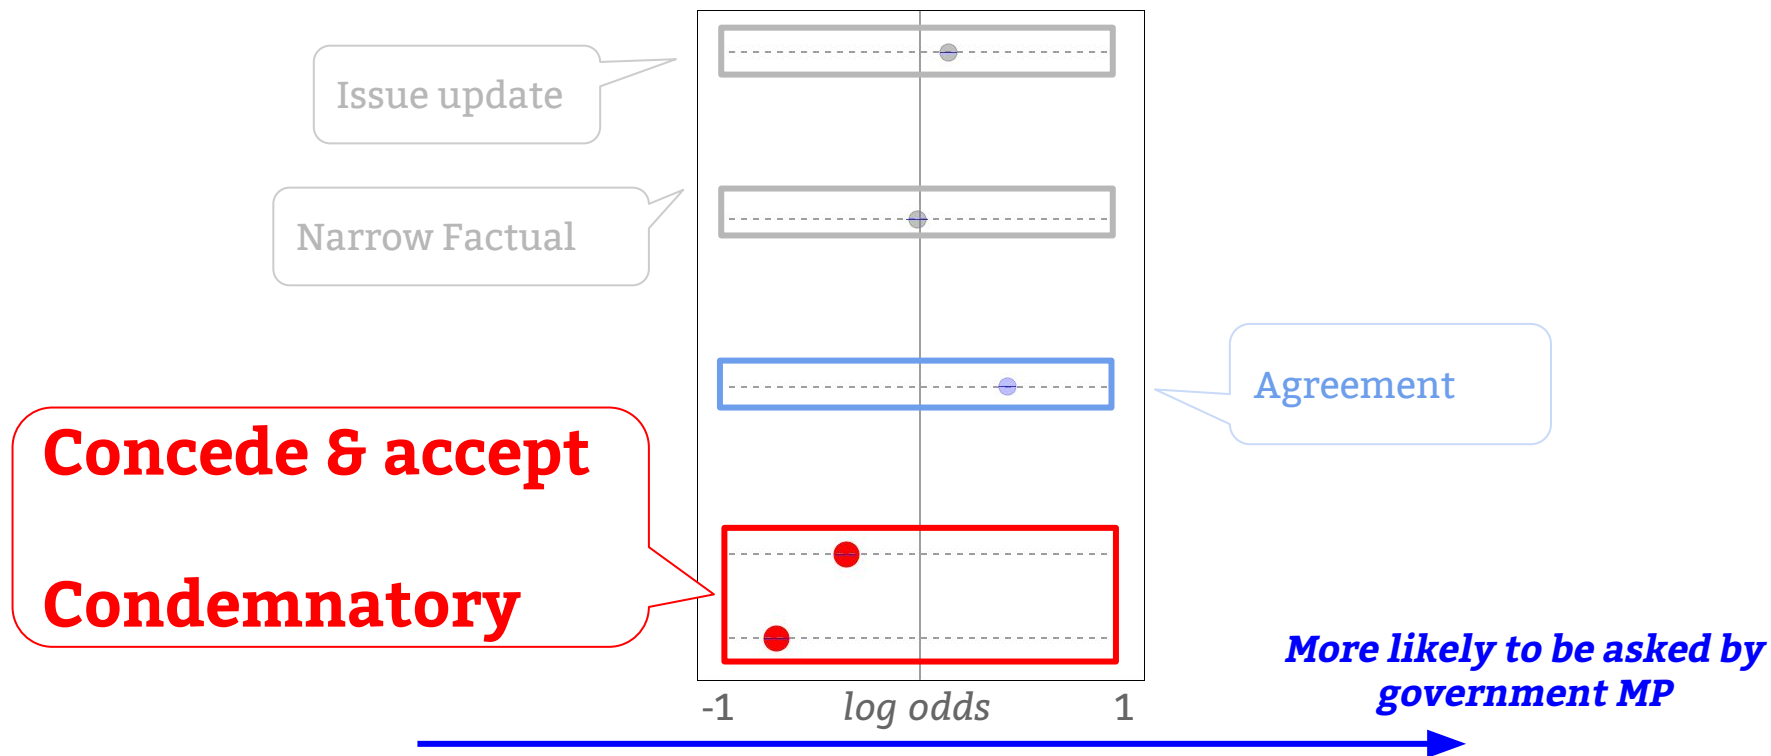 Issue update
Narrow Factual
Agreement
Concede & accept
Condemnatory
More likely to be asked by
government MP
-1 log odds 1